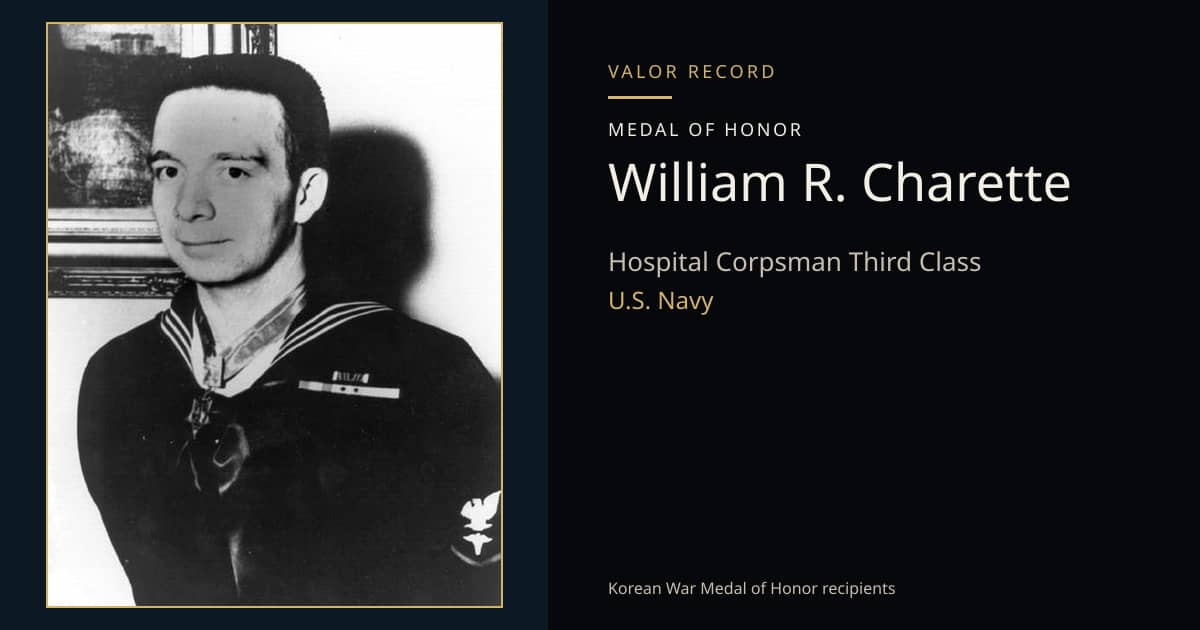 VALOR RECORD
MEDAL OF HONOR
William R. Charette
Hospital Corpsman Third Class
U.S. Navy
Korean War Medal of Honor recipients